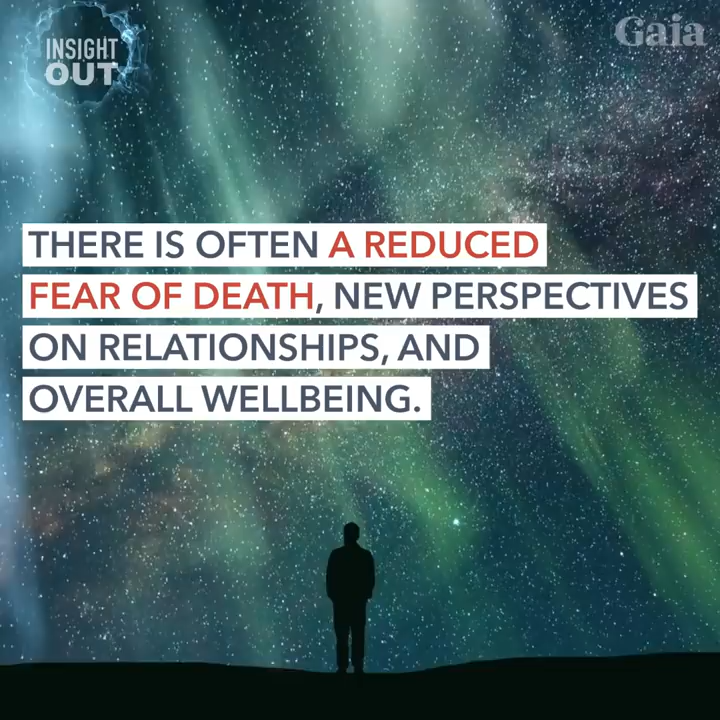 INSIGHT
OUT
Gaia
THERE IS OFTEN A REDUCED
FEAR OF DEATH, NEW PERSPECTIVES
ON RELATIONSHIPS, AND
OVERALL WELLBEING.